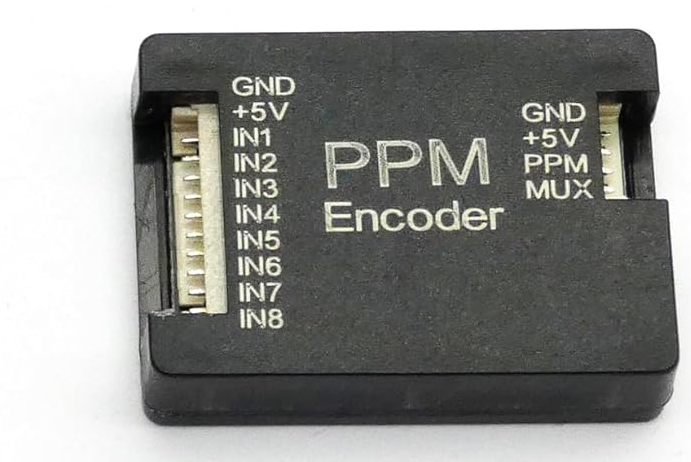 GND
+5V
IN1
IN2
IN3
IN4
IN5
IN6
IN7
IN8
PPM
Encoder
GND
+5V
PPM
MUX